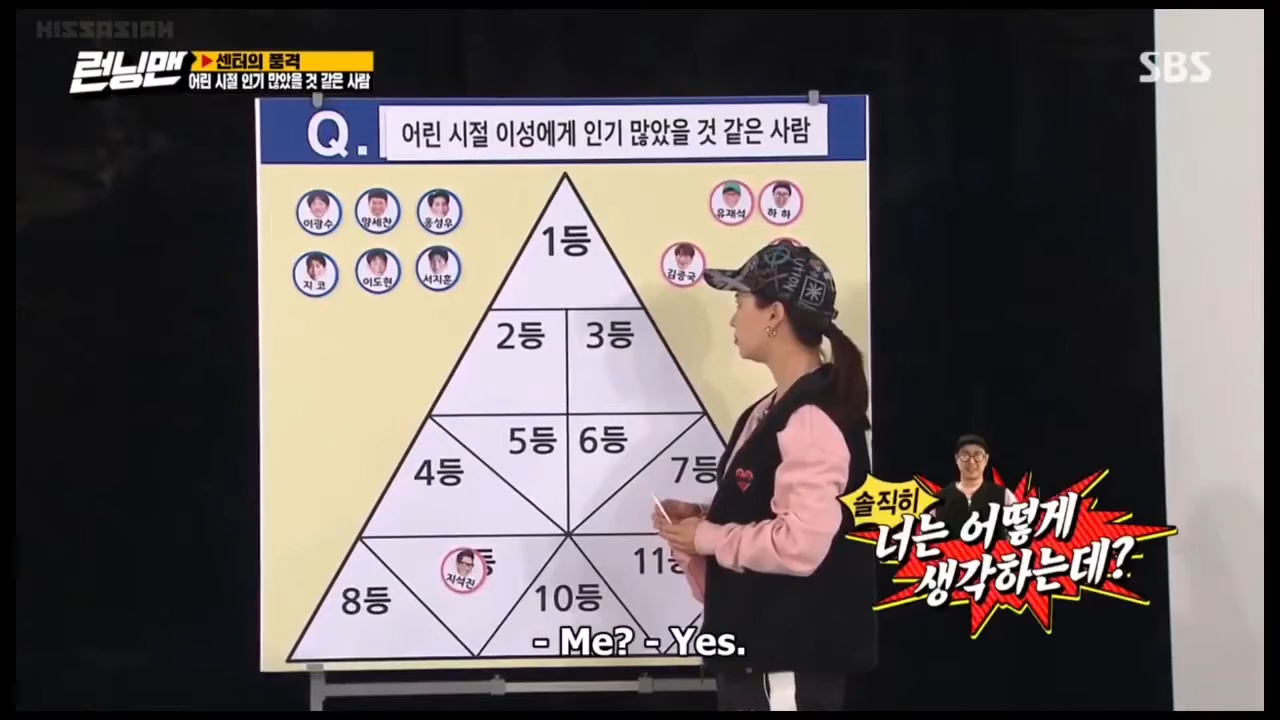 KISSASIAN
런닝맨
▶센터의 품격
어린 시절 인기 많았을 것 같은 사람
SBS
Q. 어린 시절 이성에게 인기 많았을 것 같은 사람
이광수 양세찬 옹성우
지코 이도현 서지훈
유재석 하하
김종국
1등
2등 3등
4등 5등 6등 7등
8등 지석진 등 10등 11등
솔직히
너는 어떻게
생각하는데?
- Me? - Yes.